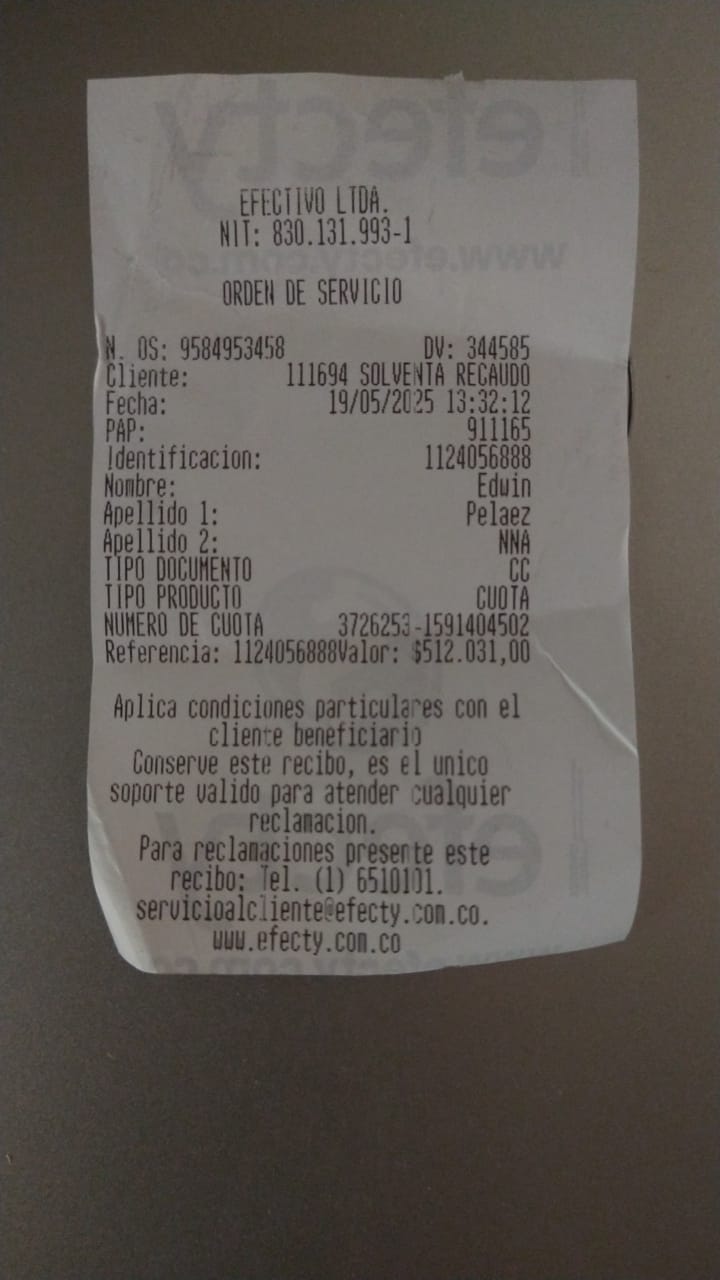 EFECTIVO LTDA.
NIT: 830.131.993-1
ORDEN DE SERVICIO
N. OS: 9584953458 DV: 344585
Cliente: 111694 SOLVENTA RECAUDO
Fecha: 19/05/2025 13:32:12
PAP: 911165
Identificacion: 1124056888
Nombre: Edwin
Apellido 1: Pelaez
Apellido 2: NNA
TIPO DOCUMENTO CC
TIPO PRODUCTO CUOTA
NUMERO DE CUOTA 3726253-1591404502
Referencia: 1124056888Valor: $512.031,00
Aplica condiciones particulares con el
cliente beneficiario
Conserve este recibo, es el unico
soporte valido para atender cualquier
reclamacion.
Para reclamaciones presente este
recibo: Tel. (1) 6510101.
servicioalcliente@efecty.com.co.
www.efecty.com.co